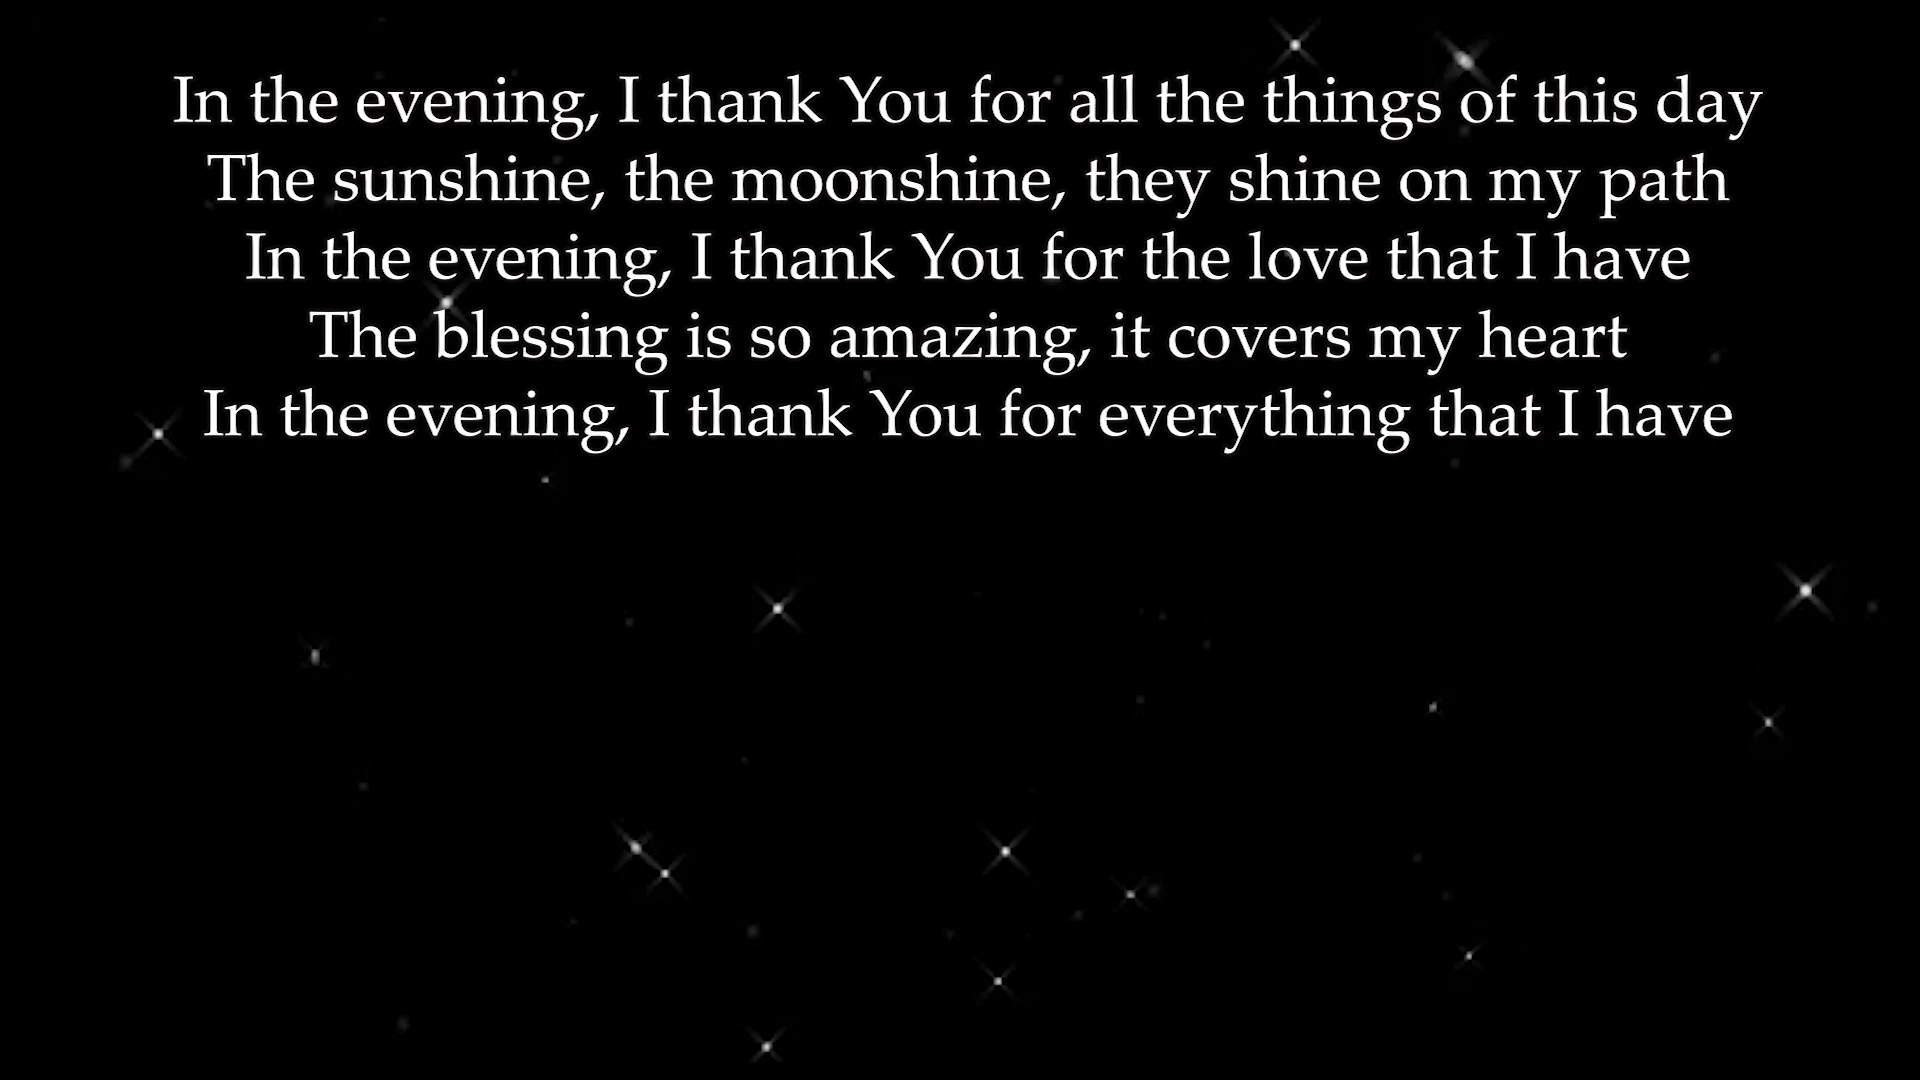 In the evening, I thank You for all the things of this day
The sunshine, the moonshine, they shine on my path
In the evening, I thank You for the love that I have
The blessing is so amazing, it covers my heart
In the evening, I thank You for everything that I have